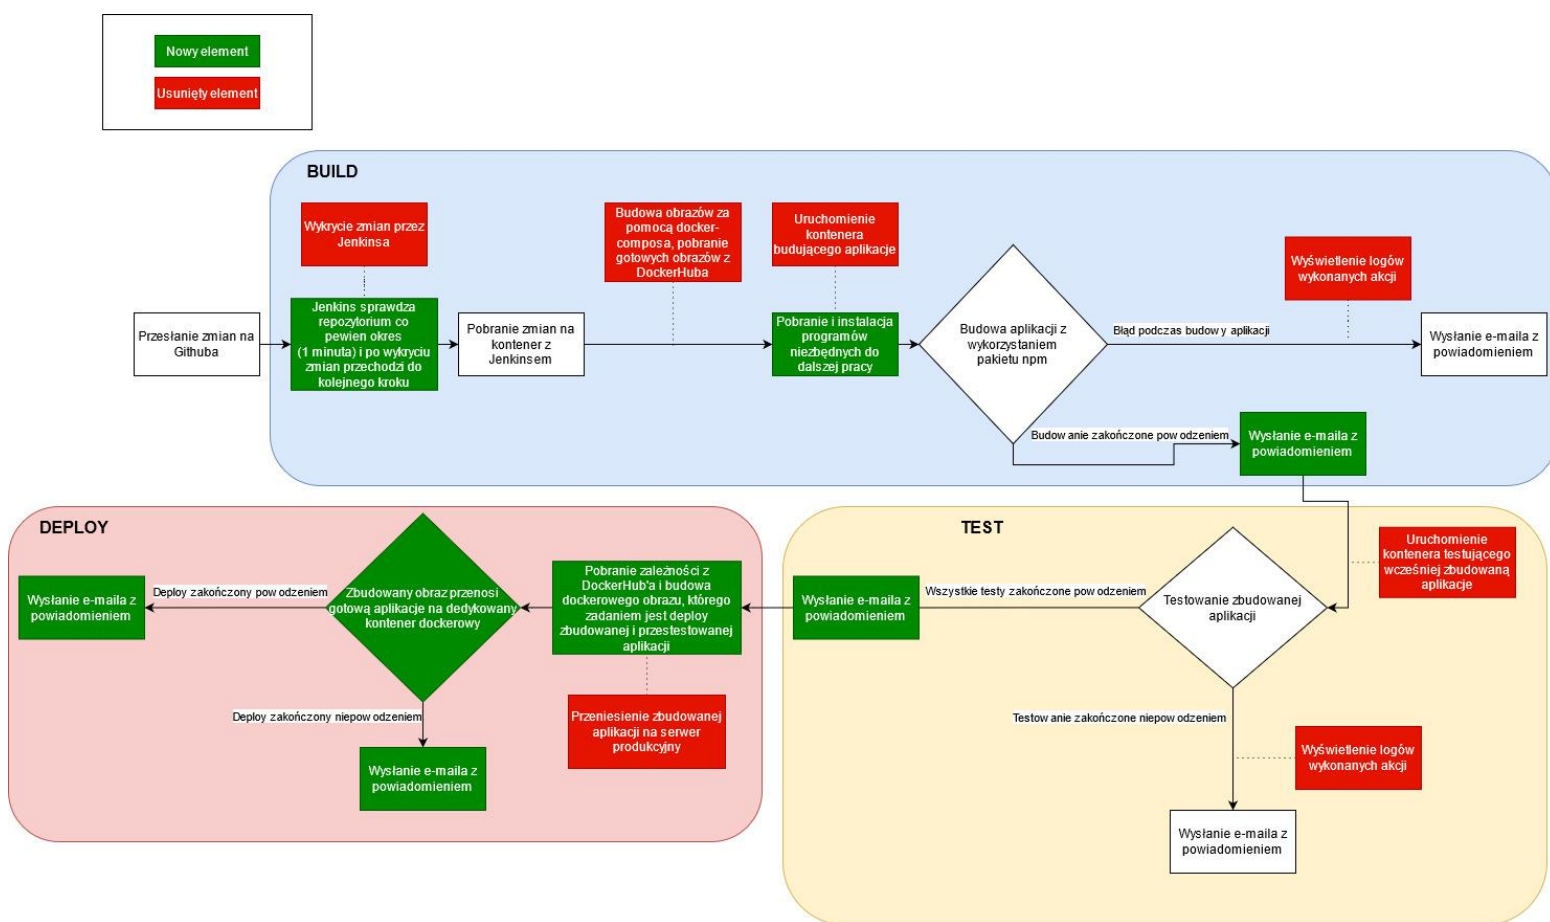 Nowy element
Usunięty element
BUILD
Wykrycie zmian przez
Jenkinsa
Budowa obrazów za
pomocą docker-
composa, pobranie
gotowych obrazów z
DockerHuba
Uruchomienie
kontenera
budującego aplikacje
Wyświetlenie logów
wykonanych akcji
Przesłanie zmian na
Githuba
Jenkins sprawdza
repozytorium co
pewien okres
(1 minuta) i po wykryciu
zmian przechodzi do
kolejnego kroku
Pobranie zmian na
kontener z
Jenkinsem
Pobranie i instalacja
programów
niezbędnych do
dalszej pracy
Budowa aplikacji z
wykorzystaniem
pakietu npm
Błąd podczas budowy aplikacji
Wysłanie e-maila z
powiadomieniem
Budowanie zakończone powodzeniem
Wysłanie e-maila z
powiadomieniem
DEPLOY
Wysłanie e-maila z
powiadomieniem
Deploy zakończony powodzeniem
Zbudowany obraz przenosi
gotową aplikacje na dedykowany
kontener dockerowy
Pobranie zależności z
DockerHub'a i budowa
dockerowego obrazu, którego
zadaniem jest deploy
zbudowanej i przestestowanej
aplikacji
Przeniesienie zbudowanej
aplikacji na serwer
produkcyjny
Deploy zakończony niepowodzeniem
Wysłanie e-maila z
powiadomieniem
TEST
Uruchomienie
kontenera testującego
wcześniej zbudowaną
aplikacje
Wysłanie e-maila z
powiadomieniem
Wszystkie testy zakończone powodzeniem
Testowanie zbudowanej
aplikacji
Testowanie zakończone niepowodzeniem
Wyświetlenie logów
wykonanych akcji
Wysłanie e-maila z
powiadomieniem